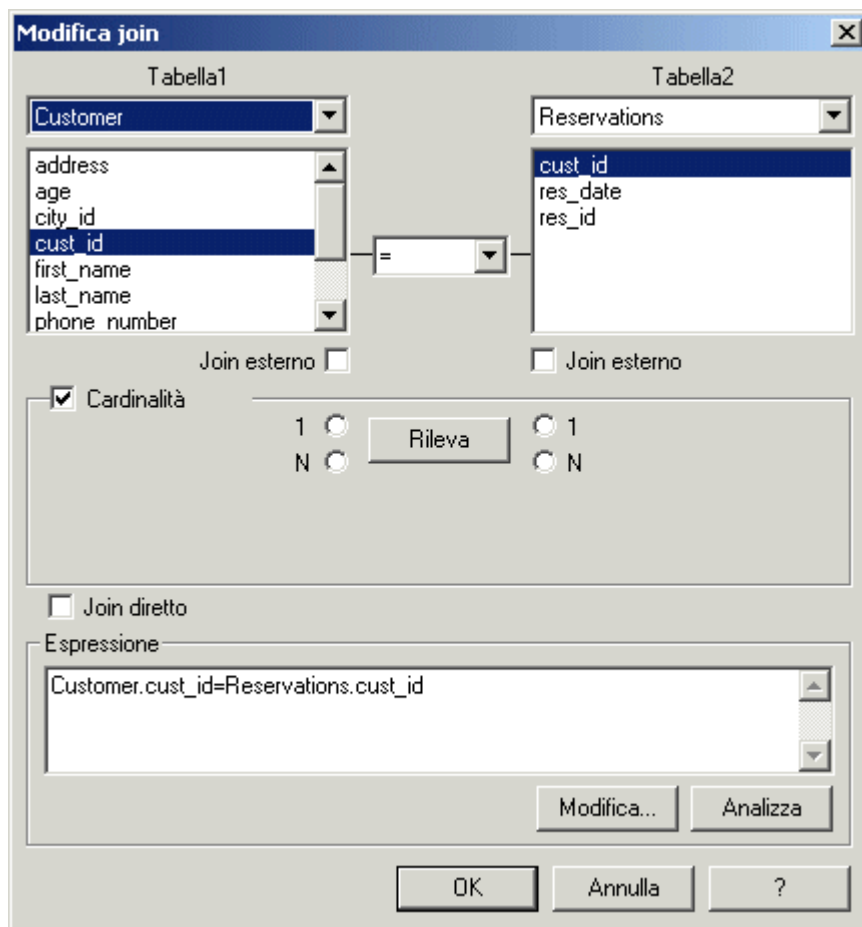 Modifica join
Tabella1 Tabella2
Customer Reservations
address
age
city_id
cust_id
first_name
last_name
phone_number
=
cust_id
res_date
res_id
Join esterno Join esterno
Cardinalità
1 Rileva 1
N N
Join diretto
Espressione
Customer.cust_id=Reservations.cust_id
Modifica... Analizza
OK Annulla ?